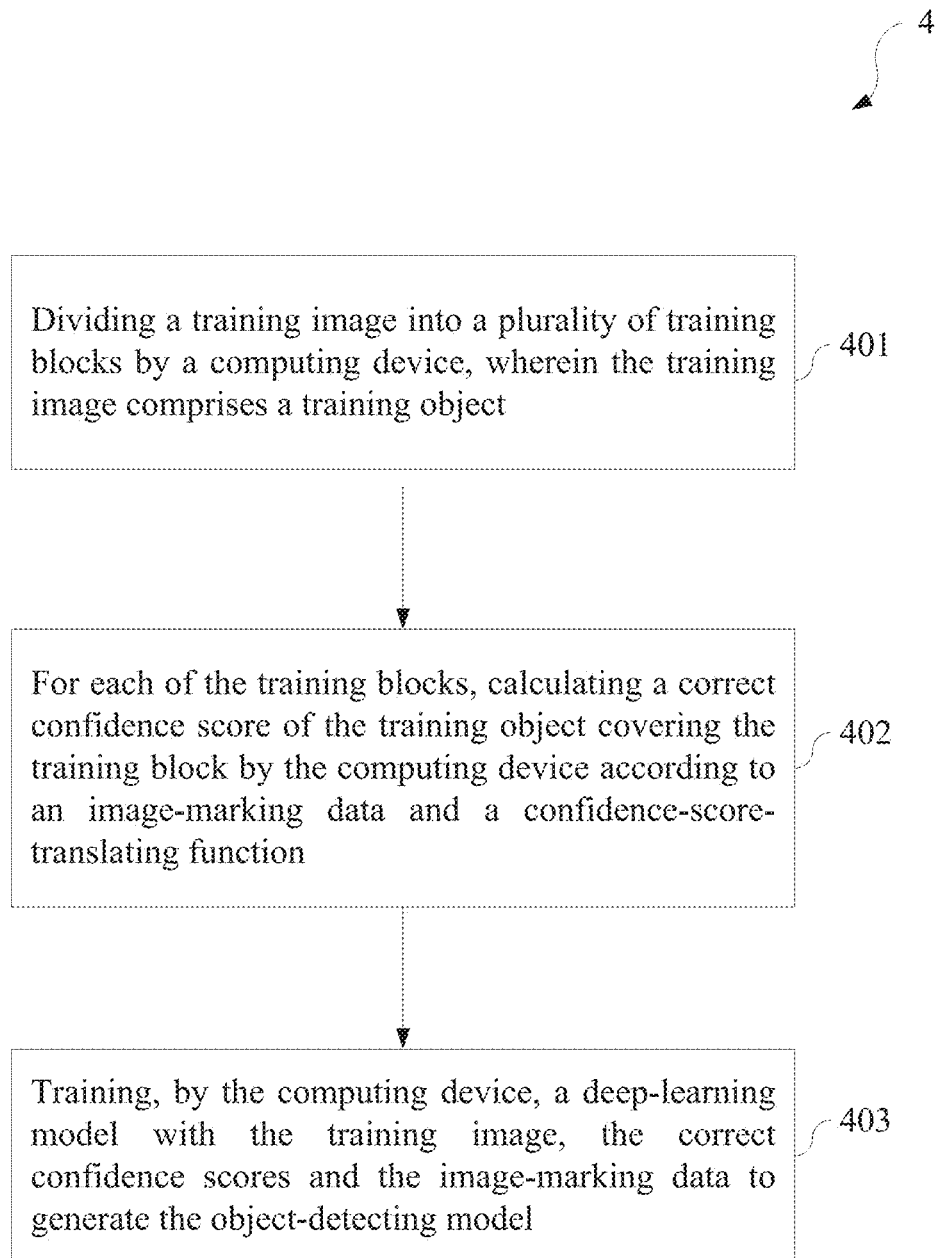 4
Dividing a training image into a plurality of training
blocks by a computing device, wherein the training
image comprises a training object
401
For each of the training blocks, calculating a correct
confidence score of the training object covering the
training block by the computing device according to
an image-marking data and a confidence-score-
translating function
402
Training, by the computing device, a deep-learning
model with the training image, the correct
confidence scores and the image-marking data to
generate the object-detecting model
403